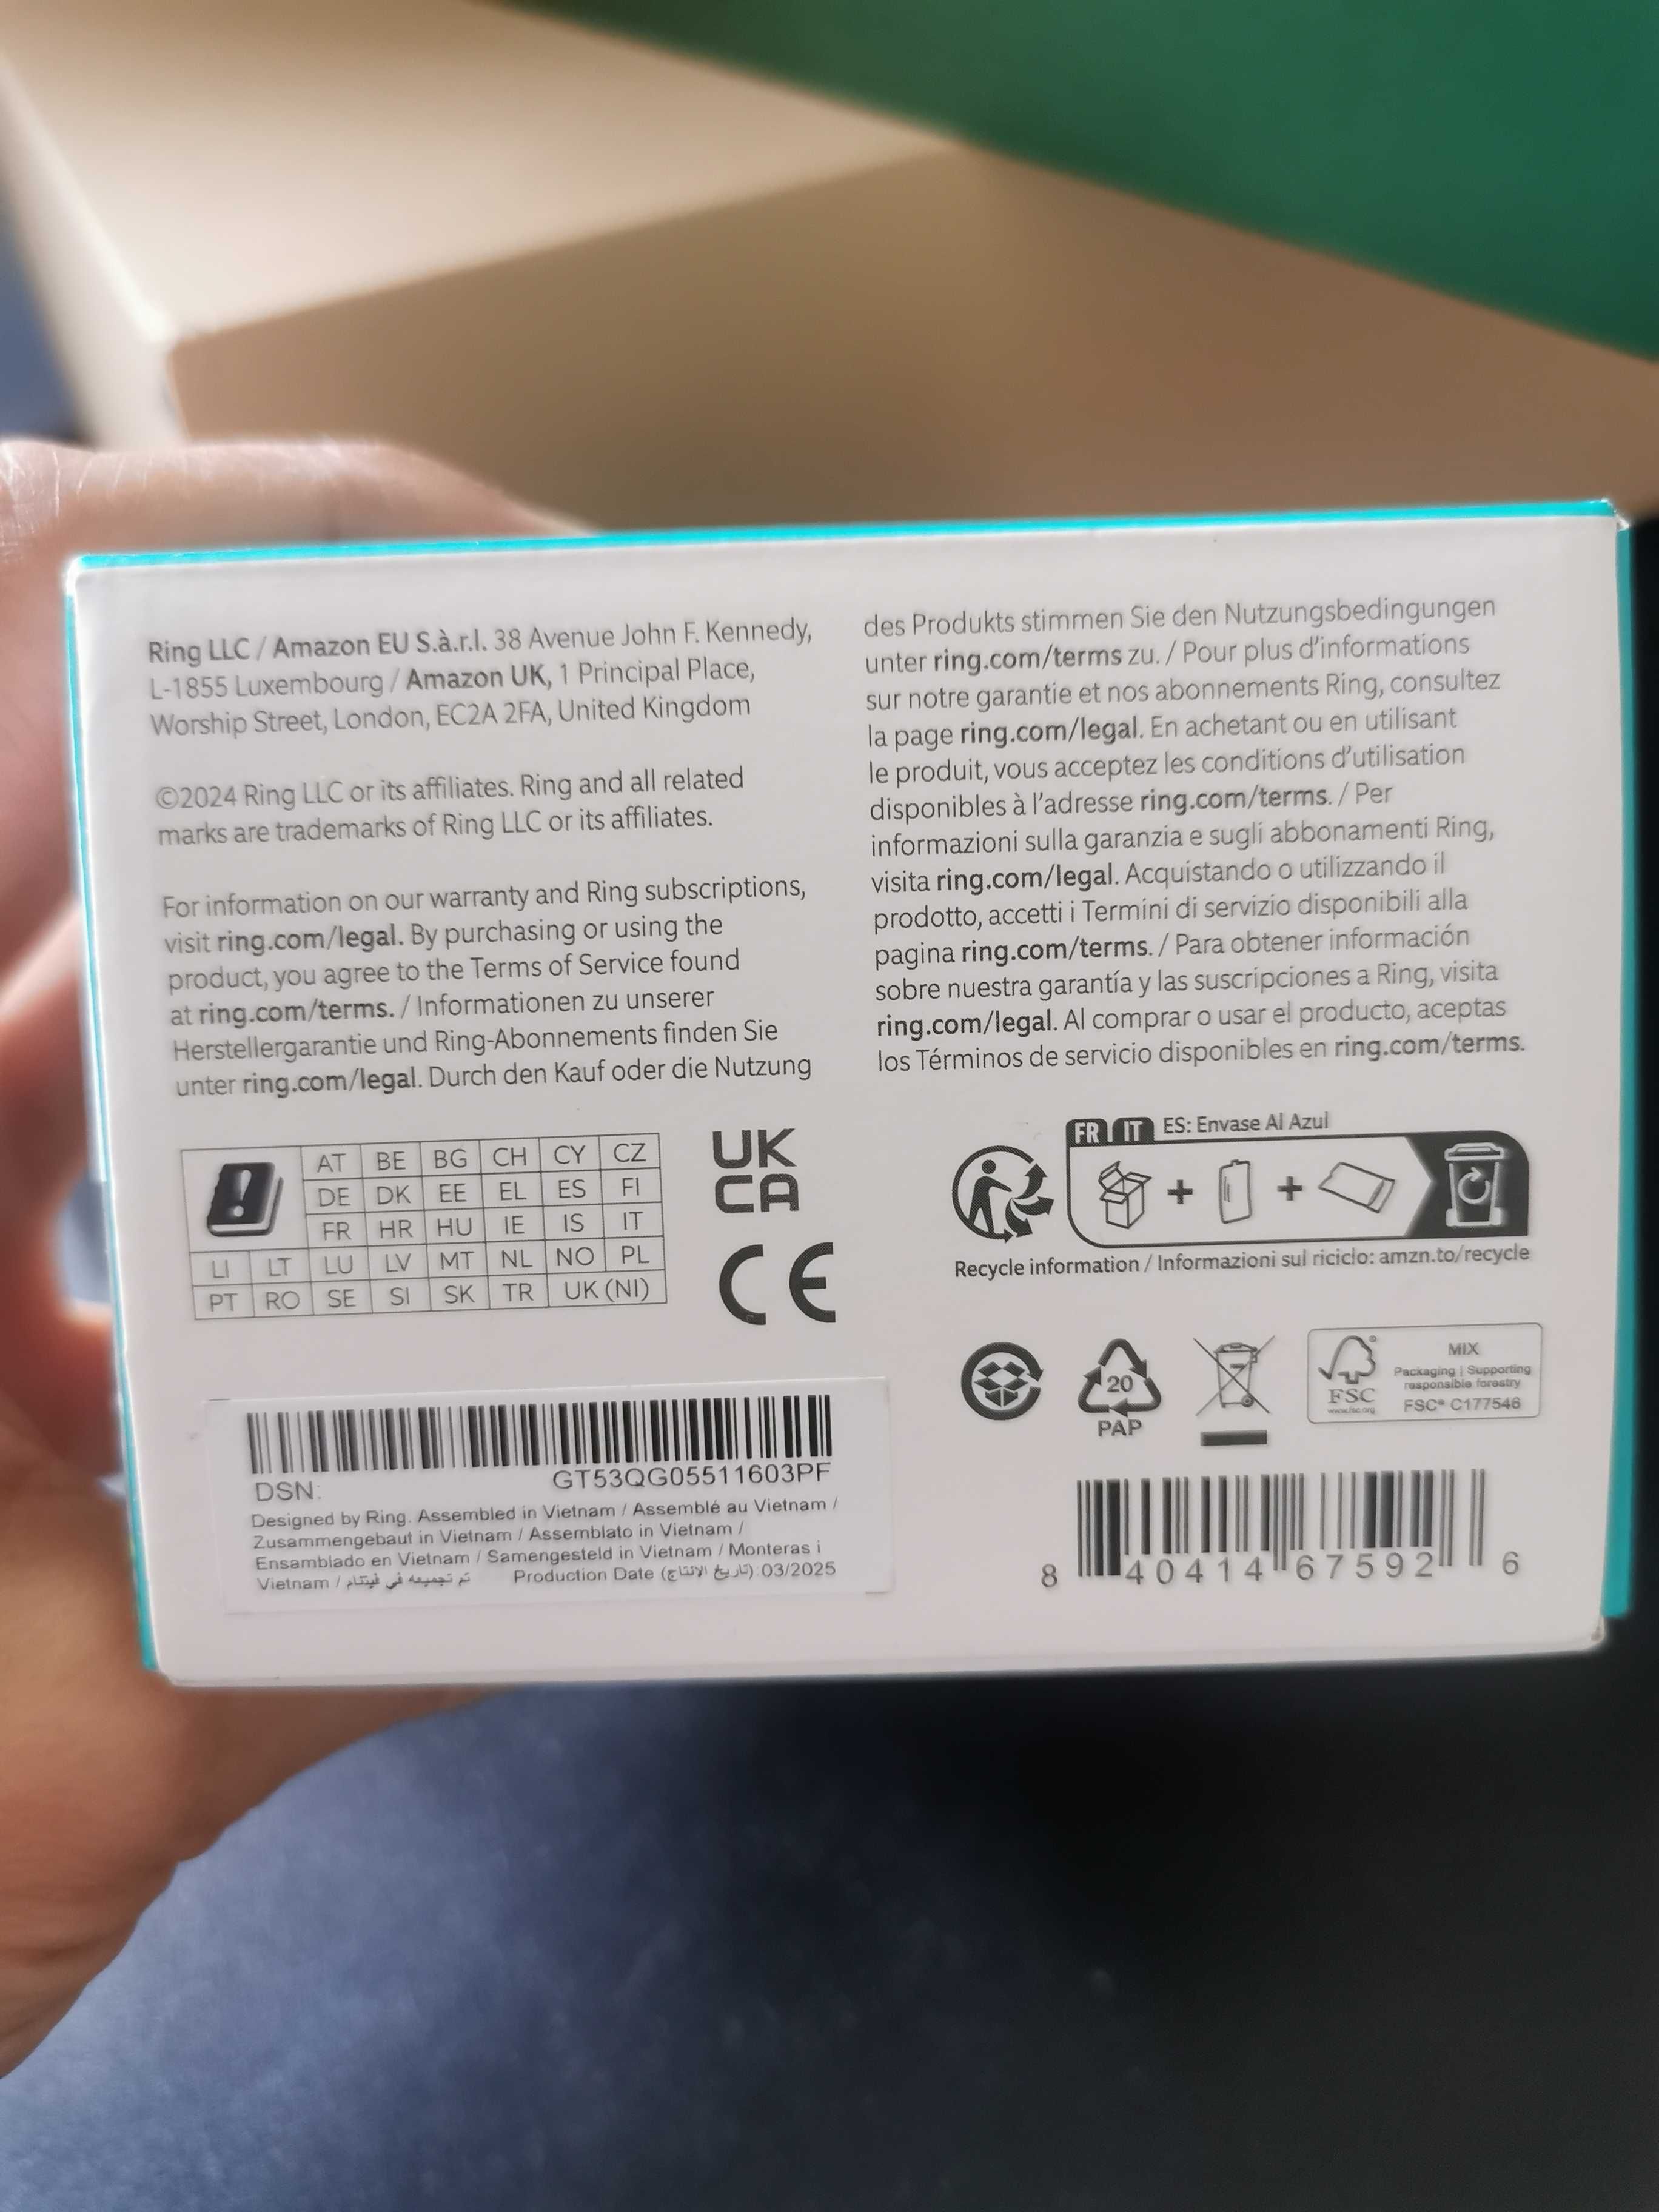 Ring LLC / Amazon EU S.à.r.l. 38 Avenue John F. Kennedy,
L-1855 Luxembourg / Amazon UK, 1 Principal Place,
Worship Street, London, EC2A 2FA, United Kingdom
©2024 Ring LLC or its affiliates. Ring and all related
marks are trademarks of Ring LLC or its affiliates.
For information on our warranty and Ring subscriptions,
visit ring.com/legal. By purchasing or using the
product, you agree to the Terms of Service found
at ring.com/terms. / Informationen zu unserer
Herstellergarantie und Ring-Abonnements finden Sie
unter ring.com/legal. Durch den Kauf oder die Nutzung
des Produkts stimmen Sie den Nutzungsbedingungen
unter ring.com/terms zu. / Pour plus d'informations
sur notre garantie et nos abonnements Ring, consultez
la page ring.com/legal. En achetant ou en utilisant
le produit, vous acceptez les conditions d'utilisation
disponibles à l'adresse ring.com/terms. / Per
informazioni sulla garanzia e sugli abbonamenti Ring,
visita ring.com/legal. Acquistando o utilizzando il
prodotto, accetti i Termini di servizio disponibili alla
pagina ring.com/terms. / Para obtener información
sobre nuestra garantía y las suscripciones a Ring, visita
ring.com/legal. Al comprar o usar el producto, aceptas
los Términos de servicio disponibles en ring.com/terms.
AT BE BG CH CY CZ
DE DK EE EL ES FI
FR HR HU IE IS IT
LI LT LU LV MT NL NO PL
PT RO SE SI SK TR UK (NI)
UK
CA
CE
FR IT ES: Envase Al Azul
Recycle information / Informazioni sul riciclo: amzn.to/recycle
20
PAP
FSC
www.fsc.org
MIX
Packaging | Supporting
responsible forestry
FSC® C177546
DSN: GT53QG05511603PF
Designed by Ring. Assembled in Vietnam / Assemblé au Vietnam /
Zusammengebaut in Vietnam / Assemblato in Vietnam /
Ensamblado en Vietnam / Samengesteld in Vietnam / Monteras i
Vietnam / تم تجميعه في فيتنام Production Date (تاريخ الإنتاج): 03/2025
8 40414 67592 6